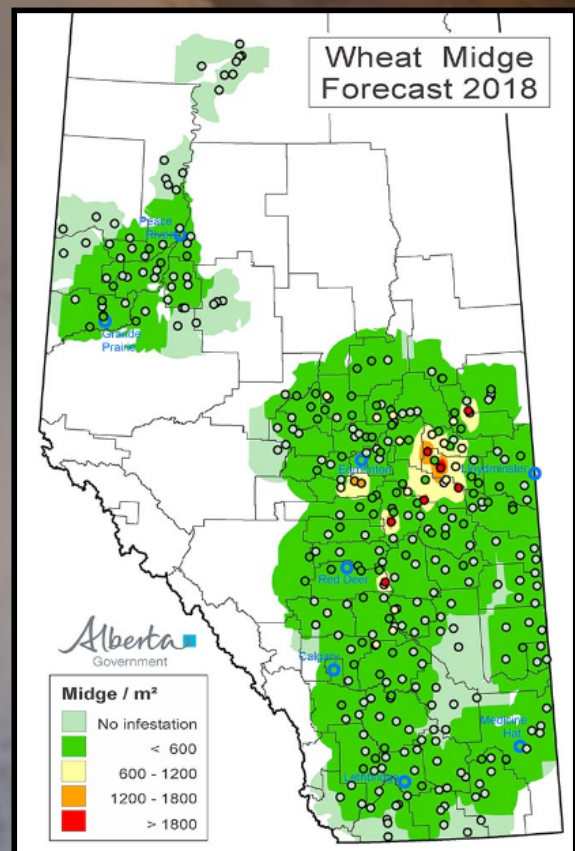 Wheat Midge
Forecast 2018
Peace
River
Grande
Prairie
Edmonton
Lloydminster
Red Deer
Alberta
Government
Calgary
Midge / m²
No infestation
< 600
600 - 1200
1200 - 1800
> 1800
Medicine
Hat
Lethbridge